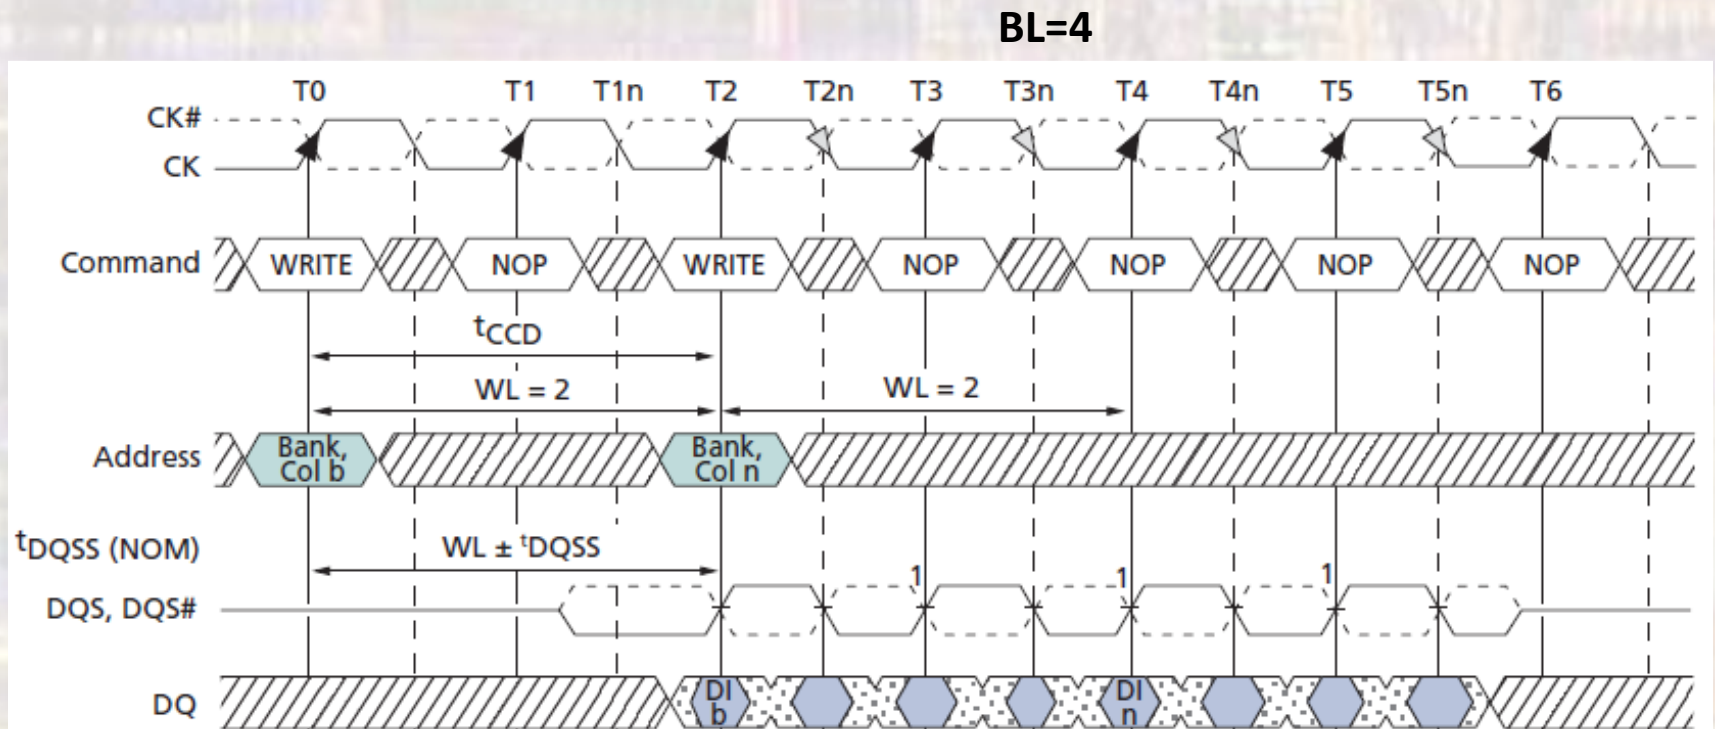 BL=4
T0 T1 T1n T2 T2n T3 T3n T4 T4n T5 T5n T6
CK#
CK
Command WRITE NOP WRITE NOP NOP NOP NOP
tCCD
WL = 2 WL = 2
Address Bank, Col b Bank, Col n
tDQSS (NOM) WL ± tDQSS
1 1 1
DQS, DQS#
DQ DI b DI n